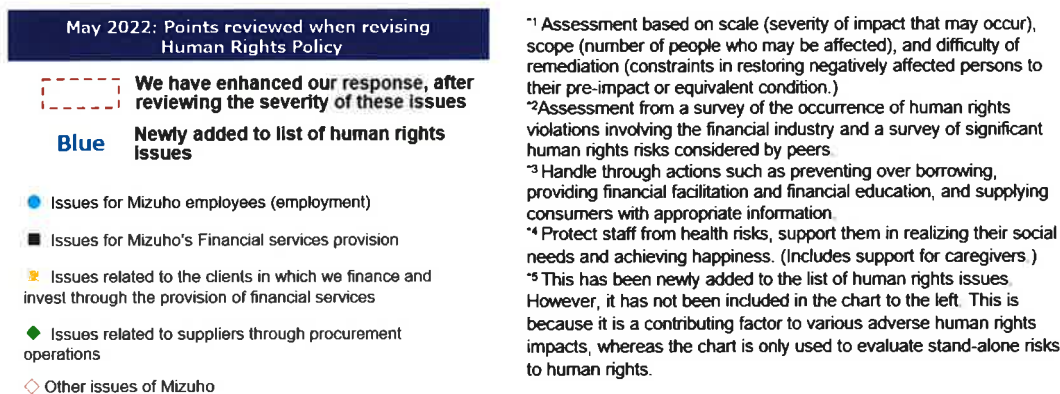 May 2022: Points reviewed when revising
Human Rights Policy
We have enhanced our response, after
reviewing the severity of these issues
Blue
Newly added to list of human rights
issues
Issues for Mizuho employees (employment)
Issues for Mizuho's Financial services provision
Issues related to the clients in which we finance and
invest through the provision of financial services
Issues related to suppliers through procurement
operations
Other issues of Mizuho
*1 Assessment based on scale (severity of impact that may occur),
scope (number of people who may be affected), and difficulty of
remediation (constraints in restoring negatively affected persons to
their pre-impact or equivalent condition.)
*2Assessment from a survey of the occurrence of human rights
violations involving the financial industry and a survey of significant
human rights risks considered by peers.
*3 Handle through actions such as preventing over borrowing,
providing financial facilitation and financial education, and supplying
consumers with appropriate information.
*4 Protect staff from health risks, support them in realizing their social
needs and achieving happiness. (Includes support for caregivers.)
*5 This has been newly added to the list of human rights issues.
However, it has not been included in the chart to the left. This is
because it is a contributing factor to various adverse human rights
impacts, whereas the chart is only used to evaluate stand-alone risks
to human rights.